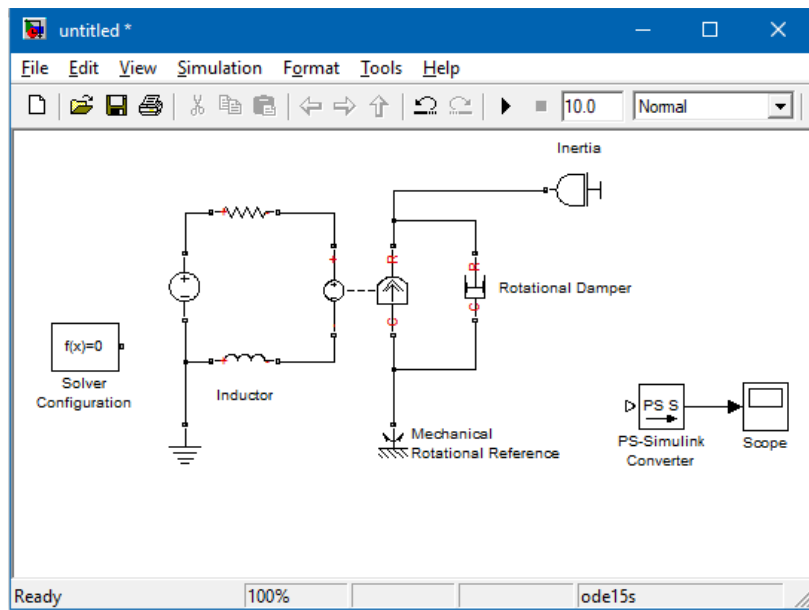 untitled *
File Edit View Simulation Format Tools Help
10.0 Normal
Inertia
+ -
+ R R
+
-
Rotational Damper
- C C
f(x)=0
+ -
Solver
Configuration
Inductor
PS S
Mechanical
Rotational Reference
PS-Simulink
Converter
Scope
Ready 100% ode15s